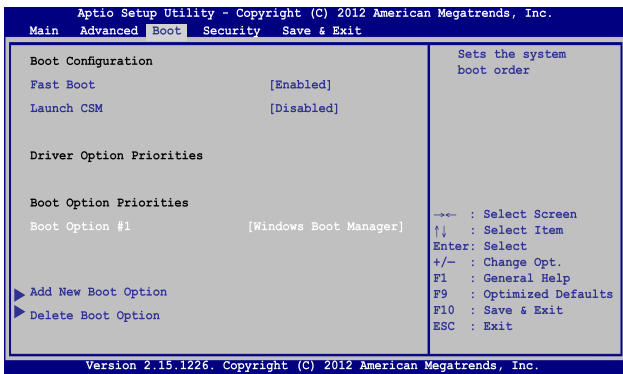 Aptio Setup Utility - Copyright (C) 2012 American Megatrends, Inc.
Main Advanced Boot Security Save & Exit
Boot Configuration
Fast Boot [Enabled]
Launch CSM [Disabled]
Driver Option Priorities
Boot Option Priorities
Boot Option #1 [Windows Boot Manager]
Add New Boot Option
Delete Boot Option
Sets the system
boot order
→← : Select Screen
↑↓ : Select Item
Enter: Select
+/— : Change Opt.
F1 : General Help
F9 : Optimized Defaults
F10 : Save & Exit
ESC : Exit
Version 2.15.1226. Copyright (C) 2012 American Megatrends, Inc.